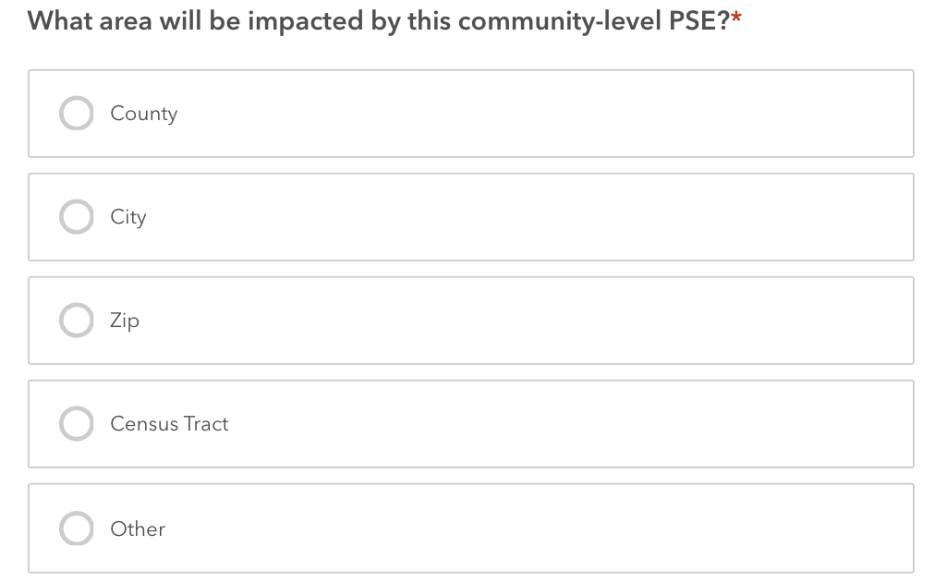 What area will be impacted by this community-level PSE?*
County
City
Zip
Census Tract
Other